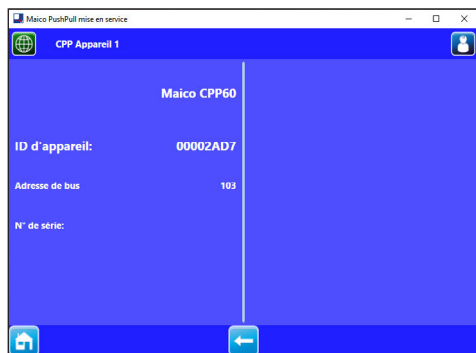 Maico PushPull mise en service
CPP Appareil 1
Maico CPP60
ID d'appareil: 00002AD7
Adresse de bus 103
N° de série: